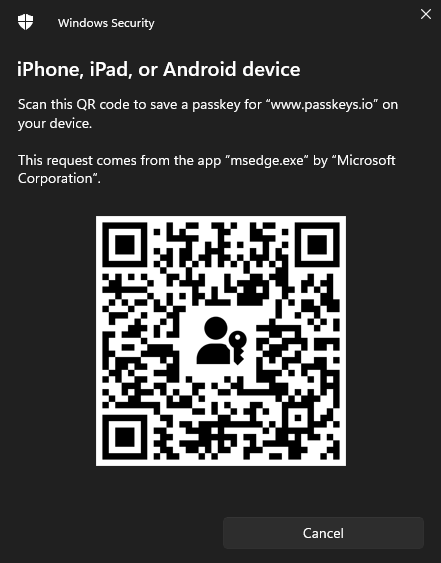 Windows Security
iPhone, iPad, or Android device
Scan this QR code to save a passkey for “www.passkeys.io” on
your device.
This request comes from the app “msedge.exe” by “Microsoft
Corporation”.
Cancel